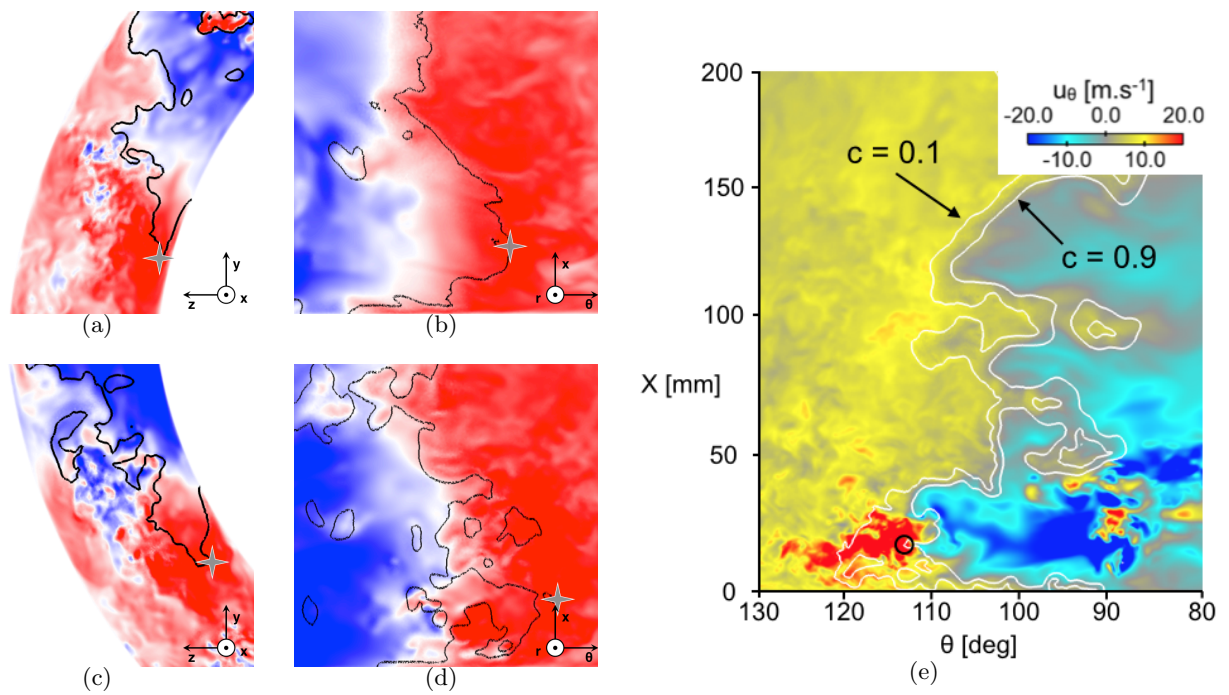 y
z
x
(a)
x
r
θ
(b)
y
z
x
(c)
x
r
θ
(d)
uθ [m.s-1]
-20.0 0.0 20.0
-10.0 10.0
c = 0.1
c = 0.9
200
150
100
50
0
X [mm]
130 120 110 100 90 80
θ [deg]
(e)